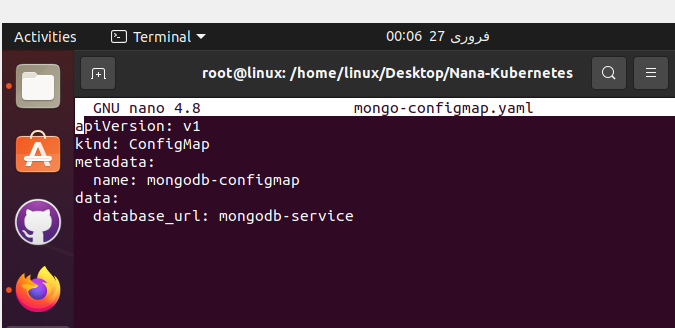 Activities Terminal 00:06 27 فروری
root@linux: /home/linux/Desktop/Nana-Kubernetes
GNU nano 4.8 mongo-configmap.yaml
apiVersion: v1
kind: ConfigMap
metadata:
  name: mongodb-configmap
data:
  database_url: mongodb-service